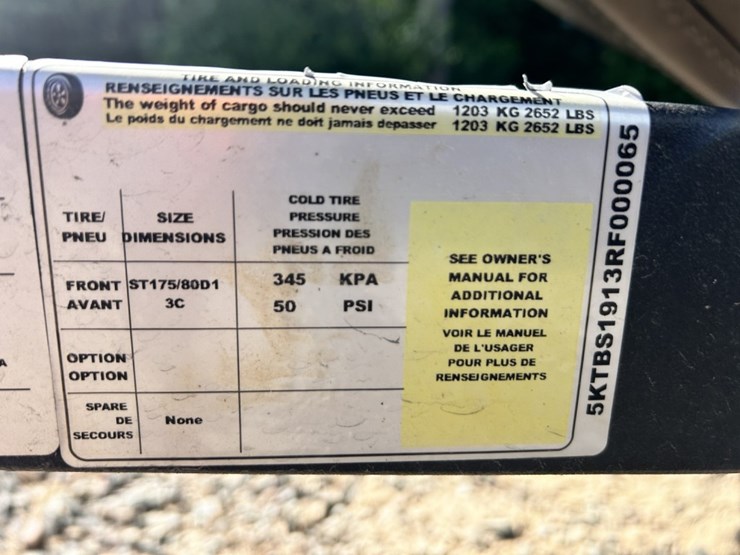 TIRE AND LOADING INFORMATION
RENSEIGNEMENTS SUR LES PNEUS ET LE CHARGEMENT
The weight of cargo should never exceed 1203 KG 2652 LBS
Le poids du chargement ne doit jamais depasser 1203 KG 2652 LBS
TIRE/
PNEU
SIZE
DIMENSIONS
COLD TIRE
PRESSURE
PRESSION DES
PNEUS A FROID
FRONT
AVANT
ST175/80D1
3C
345 KPA
50 PSI
OPTION
OPTION
SPARE
DE
SECOURS
None
SEE OWNER'S
MANUAL FOR
ADDITIONAL
INFORMATION
VOIR LE MANUEL
DE L'USAGER
POUR PLUS DE
RENSEIGNEMENTS
5KTBS1913RF000065
A